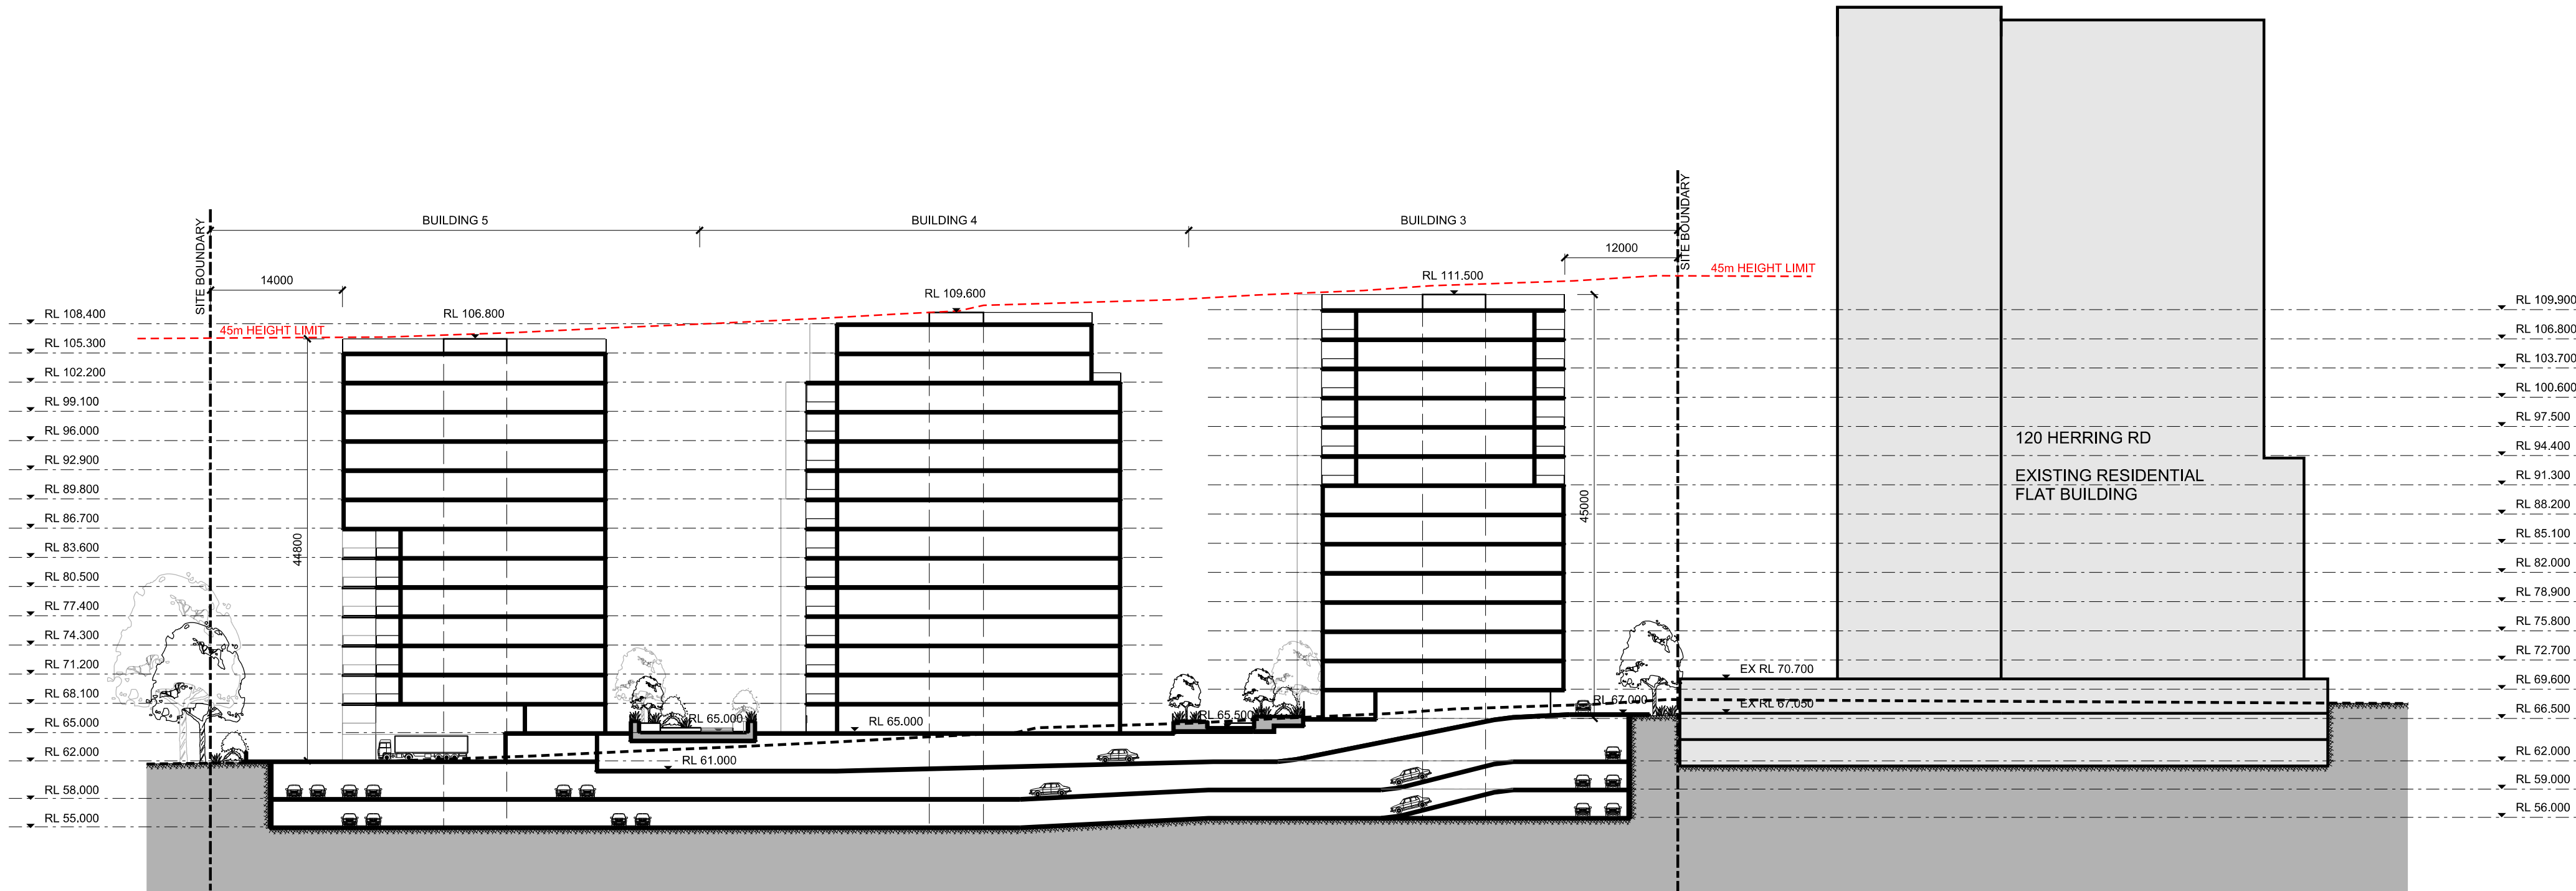 BUILDING 5
BUILDING 4
BUILDING 3
SITE BOUNDARY
SITE BOUNDARY
14000
12000
45m HEIGHT LIMIT
45m HEIGHT LIMIT
RL 106.800
RL 109.600
RL 111.500
44800
45000
RL 108.400
RL 105.300
RL 102.200
RL 99.100
RL 96.000
RL 92.900
RL 89.800
RL 86.700
RL 83.600
RL 80.500
RL 77.400
RL 74.300
RL 71.200
RL 68.100
RL 65.000
RL 62.000
RL 58.000
RL 55.000
RL 65.000
RL 65.000
RL 61.000
RL 65.500
RL 67.000
EX RL 70.700
EX RL 67.050
120 HERRING RD
EXISTING RESIDENTIAL
FLAT BUILDING
RL 109.900
RL 106.800
RL 103.700
RL 100.600
RL 97.500
RL 94.400
RL 91.300
RL 88.200
RL 85.100
RL 82.000
RL 78.900
RL 75.800
RL 72.700
RL 69.600
RL 66.500
RL 62.000
RL 59.000
RL 56.000